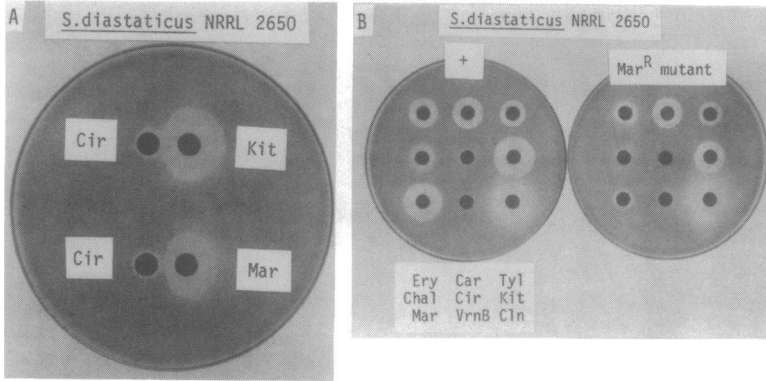 A
S.diastaticus NRRL 2650
Cir
Kit
Cir
Mar
B
S.diastaticus NRRL 2650
+
MarR mutant
Ery Car Tyl
Chal Cir Kit
Mar VrnB Cln